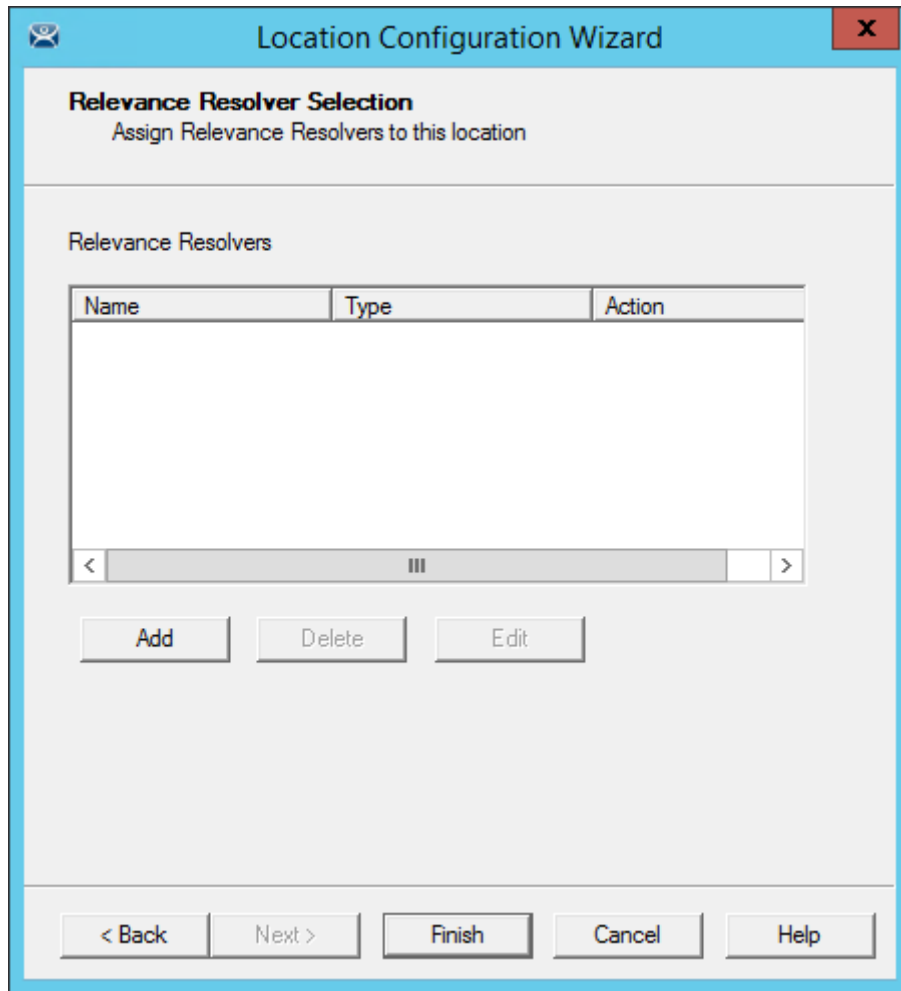 Location Configuration Wizard
x
Relevance Resolver Selection
Assign Relevance Resolvers to this location
Relevance Resolvers
Name Type Action
< III >
Add Delete Edit
< Back Next > Finish Cancel Help